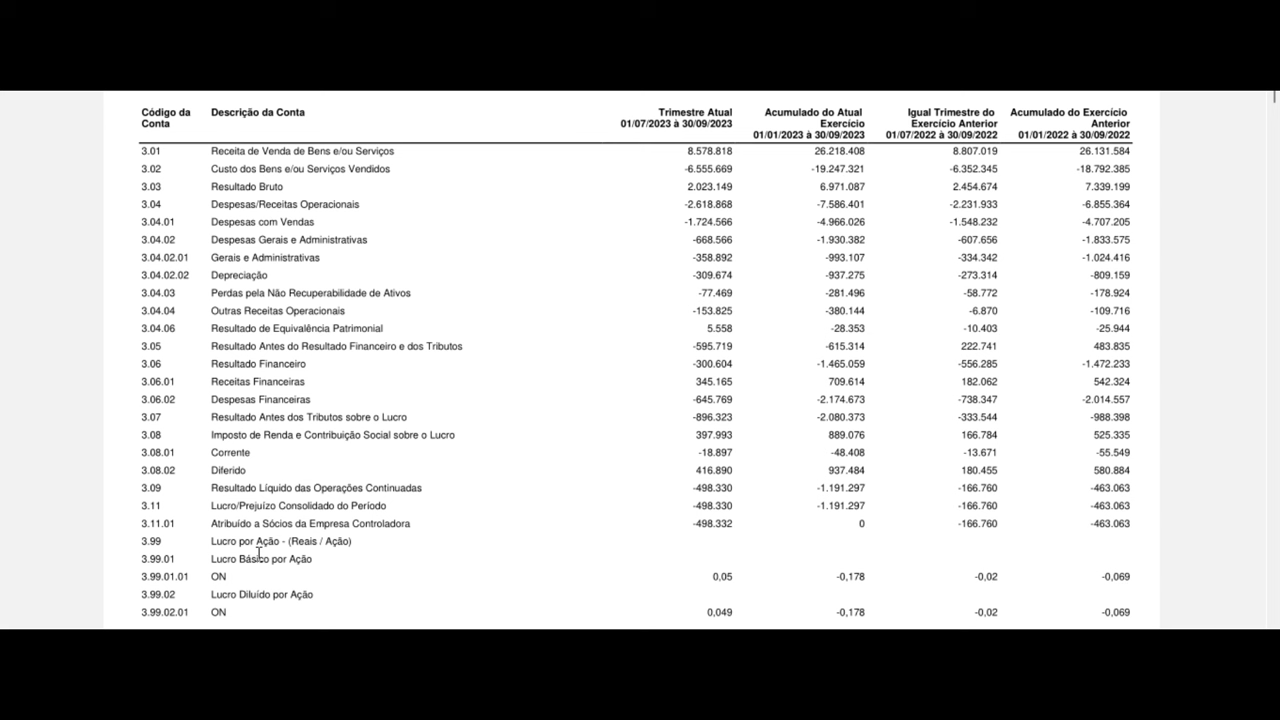 Código da Conta Descrição da Conta Trimestre Atual 01/07/2023 à 30/09/2023 Acumulado do Atual Exercício 01/01/2023 à 30/09/2023 Igual Trimestre do Exercício Anterior 01/07/2022 à 30/09/2022 Acumulado do Exercício Anterior 01/01/2022 à 30/09/2022
3.01 Receita de Venda de Bens e/ou Serviços 8.578.818 26.218.408 8.807.019 26.131.584
3.02 Custo dos Bens e/ou Serviços Vendidos -6.555.669 -19.247.321 -6.352.345 -18.792.385
3.03 Resultado Bruto 2.023.149 6.971.087 2.454.674 7.339.199
3.04 Despesas/Receitas Operacionais -2.618.868 -7.586.401 -2.231.933 -6.855.364
3.04.01 Despesas com Vendas -1.724.566 -4.966.026 -1.548.232 -4.707.205
3.04.02 Despesas Gerais e Administrativas -668.566 -1.930.382 -607.656 -1.833.575
3.04.02.01 Gerais e Administrativas -358.892 -993.107 -334.342 -1.024.416
3.04.02.02 Depreciação -309.674 -937.275 -273.314 -809.159
3.04.03 Perdas pela Não Recuperabilidade de Ativos -77.469 -281.496 -58.772 -178.924
3.04.04 Outras Receitas Operacionais -153.825 -380.144 -6.870 -109.716
3.04.06 Resultado de Equivalência Patrimonial 5.558 -28.353 -10.403 -25.944
3.05 Resultado Antes do Resultado Financeiro e dos Tributos -595.719 -615.314 222.741 483.835
3.06 Resultado Financeiro -300.604 -1.465.059 -556.285 -1.472.233
3.06.01 Receitas Financeiras 345.165 709.614 182.062 542.324
3.06.02 Despesas Financeiras -645.769 -2.174.673 -738.347 -2.014.557
3.07 Resultado Antes dos Tributos sobre o Lucro -896.323 -2.080.373 -333.544 -988.398
3.08 Imposto de Renda e Contribuição Social sobre o Lucro 397.993 889.076 166.784 525.335
3.08.01 Corrente -18.897 -48.408 -13.671 -55.549
3.08.02 Diferido 416.890 937.484 180.455 580.884
3.09 Resultado Líquido das Operações Continuadas -498.330 -1.191.297 -166.760 -463.063
3.11 Lucro/Prejuízo Consolidado do Período -498.330 -1.191.297 -166.760 -463.063
3.11.01 Atribuído a Sócios da Empresa Controladora -498.332 0 -166.760 -463.063
3.99 Lucro por Ação - (Reais / Ação)
3.99.01 Lucro Básico por Ação
3.99.01.01 ON 0,05 -0,178 -0,02 -0,069
3.99.02 Lucro Diluído por Ação
3.99.02.01 ON 0,049 -0,178 -0,02 -0,069